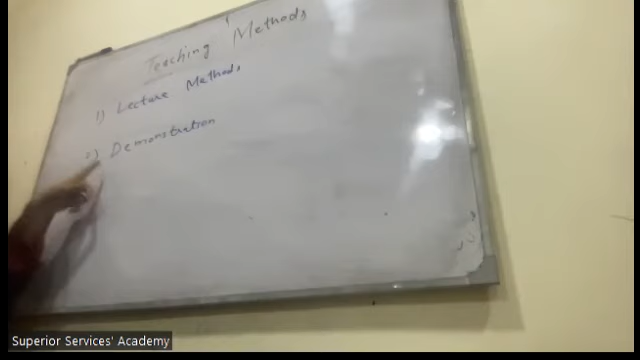 Teaching Methods
1) Lecture Methods
2) Demonstration
Superior Services' Academy